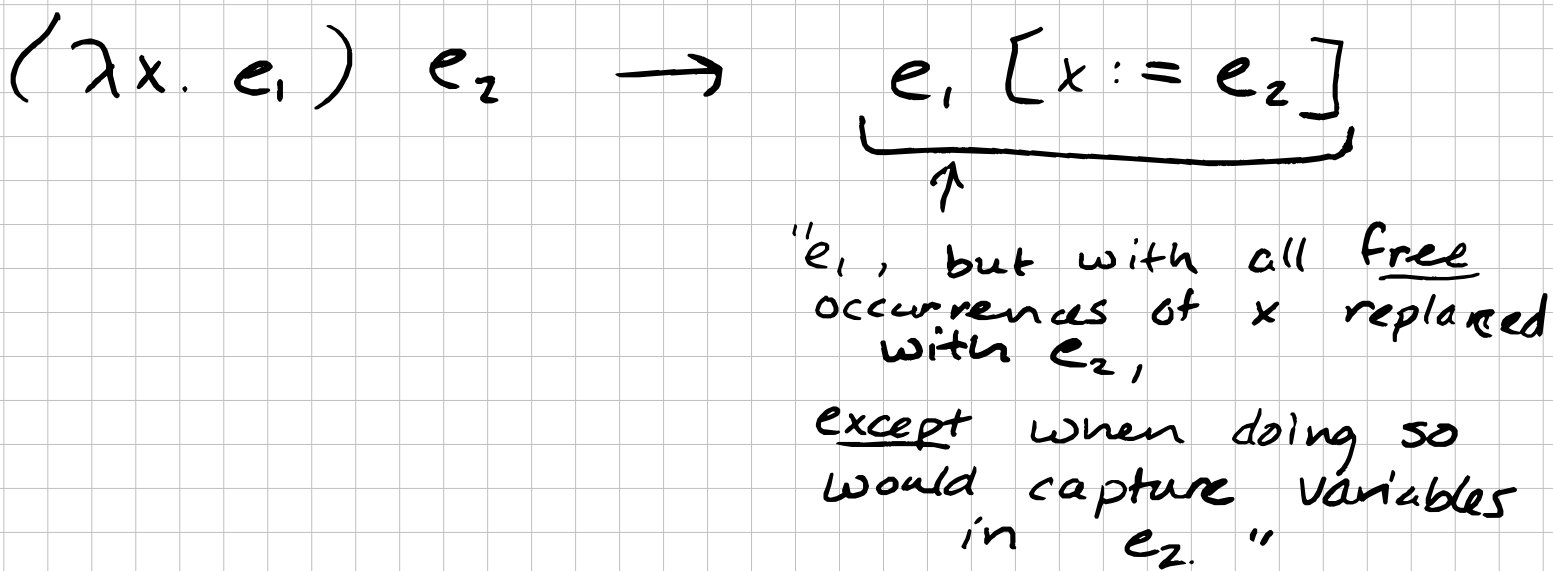 (λx. e₁) e₂ → e₁ [x := e₂]
"e₁, but with all free
occurrences of x replaced
with e₂,
except when doing so
would capture variables
in e₂."